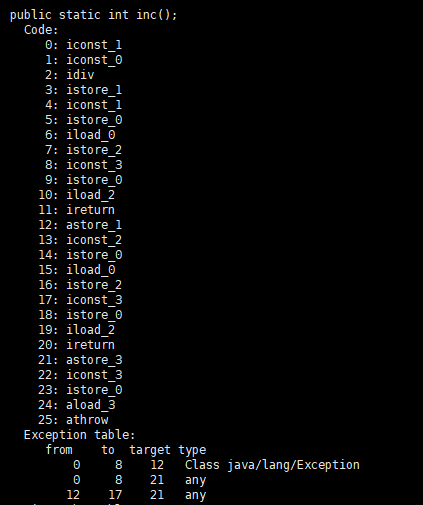 public static int inc();
Code:
0: iconst_1
1: iconst_0
2: idiv
3: istore_1
4: iconst_1
5: istore_0
6: iload_0
7: istore_2
8: iconst_3
9: istore_0
10: iload_2
11: ireturn
12: astore_1
13: iconst_2
14: istore_0
15: iload_0
16: istore_2
17: iconst_3
18: istore_0
19: iload_2
20: ireturn
21: astore_3
22: iconst_3
23: istore_0
24: aload_3
25: athrow
Exception table:
from to target type
0 8 12 Class java/lang/Exception
0 8 21 any
12 17 21 any